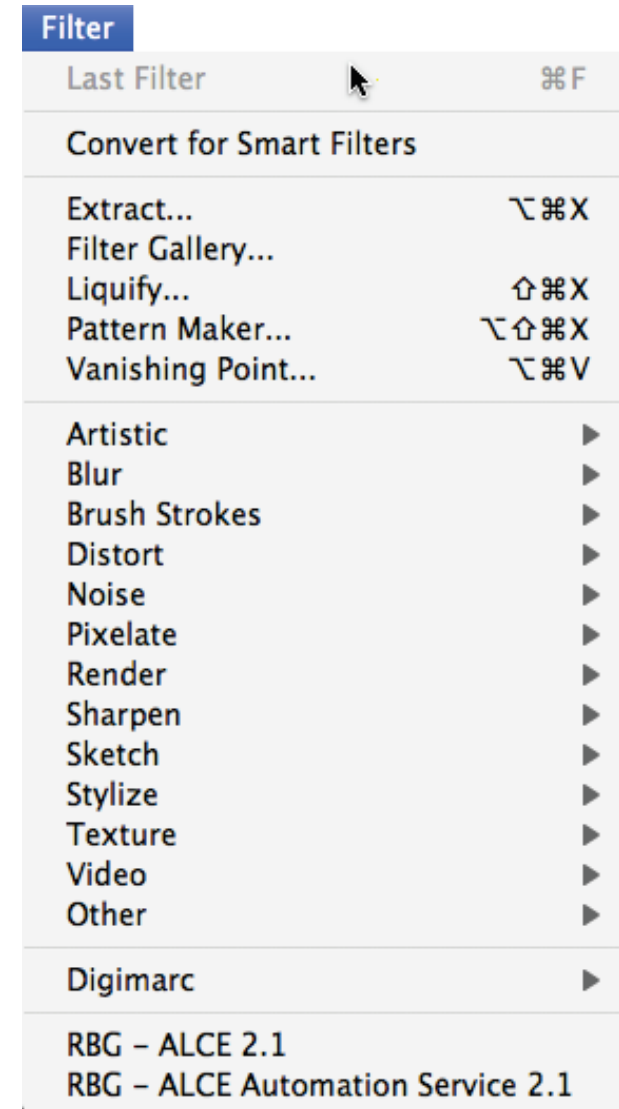 Filter
Last Filter ⌘F
Convert for Smart Filters
Extract... ⌥⌘X
Filter Gallery...
Liquify... ⇧⌘X
Pattern Maker... ⌥⇧⌘X
Vanishing Point... ⌥⌘V
Artistic
Blur
Brush Strokes
Distort
Noise
Pixelate
Render
Sharpen
Sketch
Stylize
Texture
Video
Other
Digimarc
RBG – ALCE 2.1
RBG – ALCE Automation Service 2.1